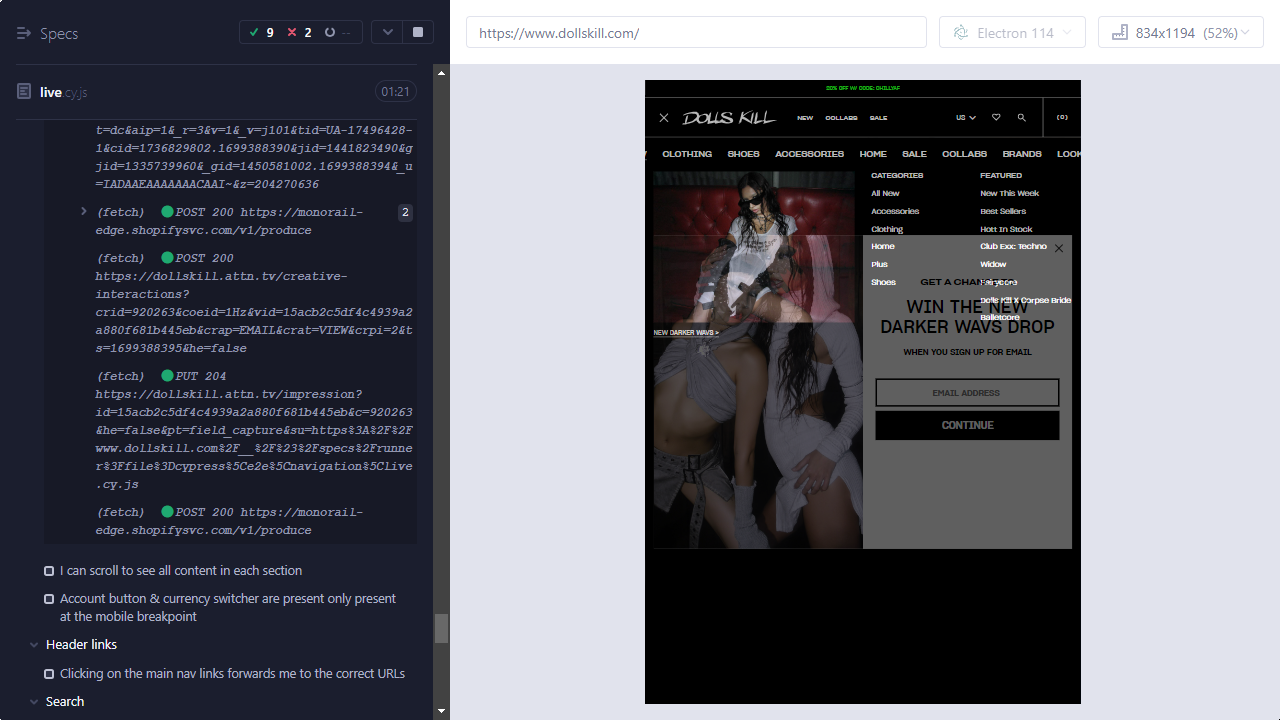 Specs
9
2
--
https://www.dollskill.com/
Electron 114
834x1194 (52%)
live.cy.js
01:21
t=dc&aip=1&_r=3&v=1&_v=j101&tid=UA-17496428-
1&cid=1736829802.1699388390&jid=1441823490&g
jid=1335739960&_gid=1450581002.1699388394&_u
=IADAAEAAAAAAACAAI~&z=204270636
(fetch) POST 200 https://monorail-
edge.shopifysvc.com/v1/produce
2
(fetch) POST 200
https://dollskill.attn.tv/creative-
interactions?
crid=920263&coeid=1Hz&vid=15acb2c5df4c4939a2
a880f681b445eb&crap=EMAIL&crat=VIEW&crpi=2&t
s=1699388395&he=false
(fetch) PUT 204
https://dollskill.attn.tv/impression?
id=15acb2c5df4c4939a2a880f681b445eb&c=920263
&he=false&pt=field_capture&su=https%3A%2F%2F
www.dollskill.com%2F__%2F%23%2Fspecs%2Frunne
r%3Ffile%3Dcypress%5Ce2e%5Cnavigation%5Clive
.cy.js
(fetch) POST 200 https://monorail-
edge.shopifysvc.com/v1/produce
I can scroll to see all content in each section
Account button & currency switcher are present only present
at the mobile breakpoint
Header links
Clicking on the main nav links forwards me to the correct URLs
Search
20% OFF W/ CODE: CHILLYAF
DOLLS KILL
NEW COLLABS SALE
US
(0)
CLOTHING SHOES ACCESSORIES HOME SALE COLLABS BRANDS LOOK
CATEGORIES
All New
Accessories
Clothing
Home
Plus
Shoes
FEATURED
New This Week
Best Sellers
Hott In Stock
Club Exx: Techno
Widow
Fairycore
Dolls Kill X Corpse Bride
Balletcore
NEW DARKER WAVS >
GET A CHANCE TO
WIN THE NEW
DARKER WAVS DROP
WHEN YOU SIGN UP FOR EMAIL
EMAIL ADDRESS
CONTINUE